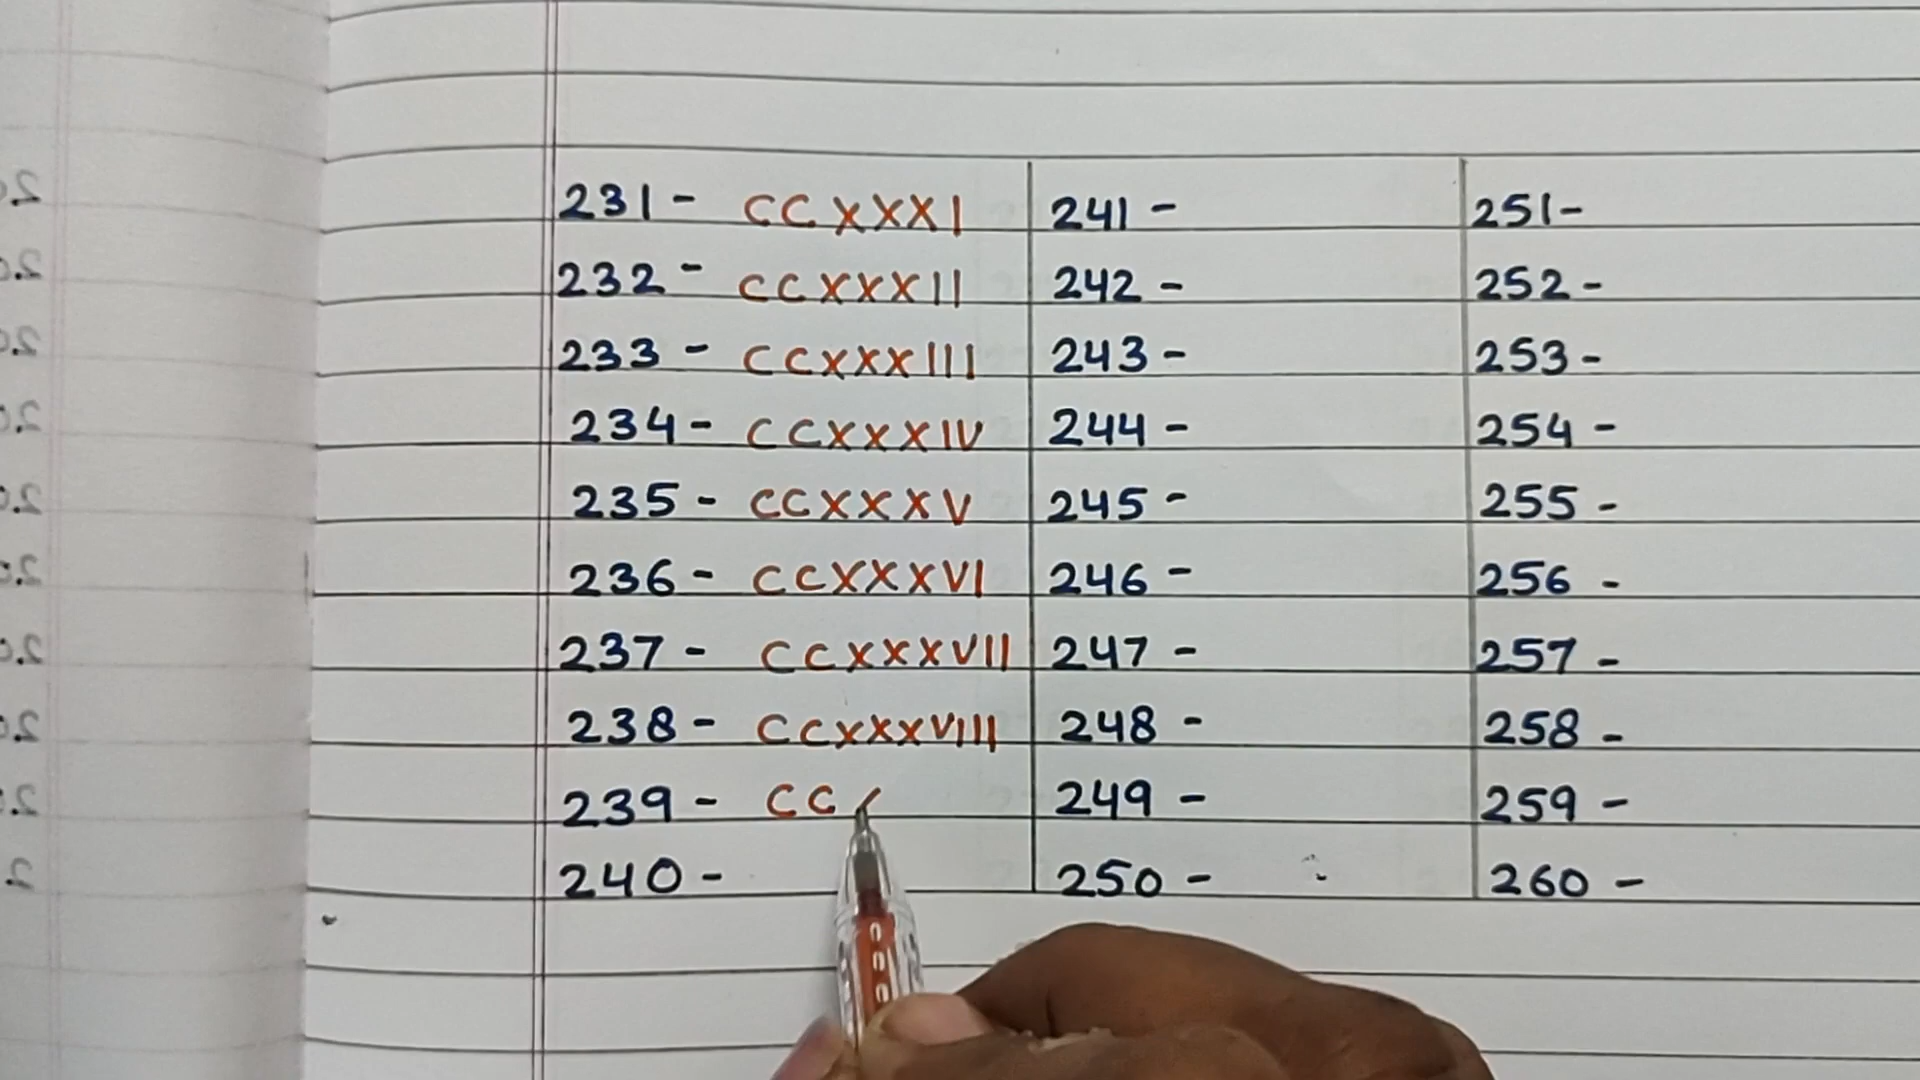 231 - CCXXXI 241 - 251 -
232 - CCXXXII 242 - 252 -
233 - CCXXXIII 243 - 253 -
234 - CCXXXIV 244 - 254 -
235 - CCXXXV 245 - 255 -
236 - CCXXXVI 246 - 256 -
237 - CCXXXVII 247 - 257 -
238 - CCXXXVIII 248 - 258 -
239 - CC 249 - 259 -
240 - 250 - 260 -